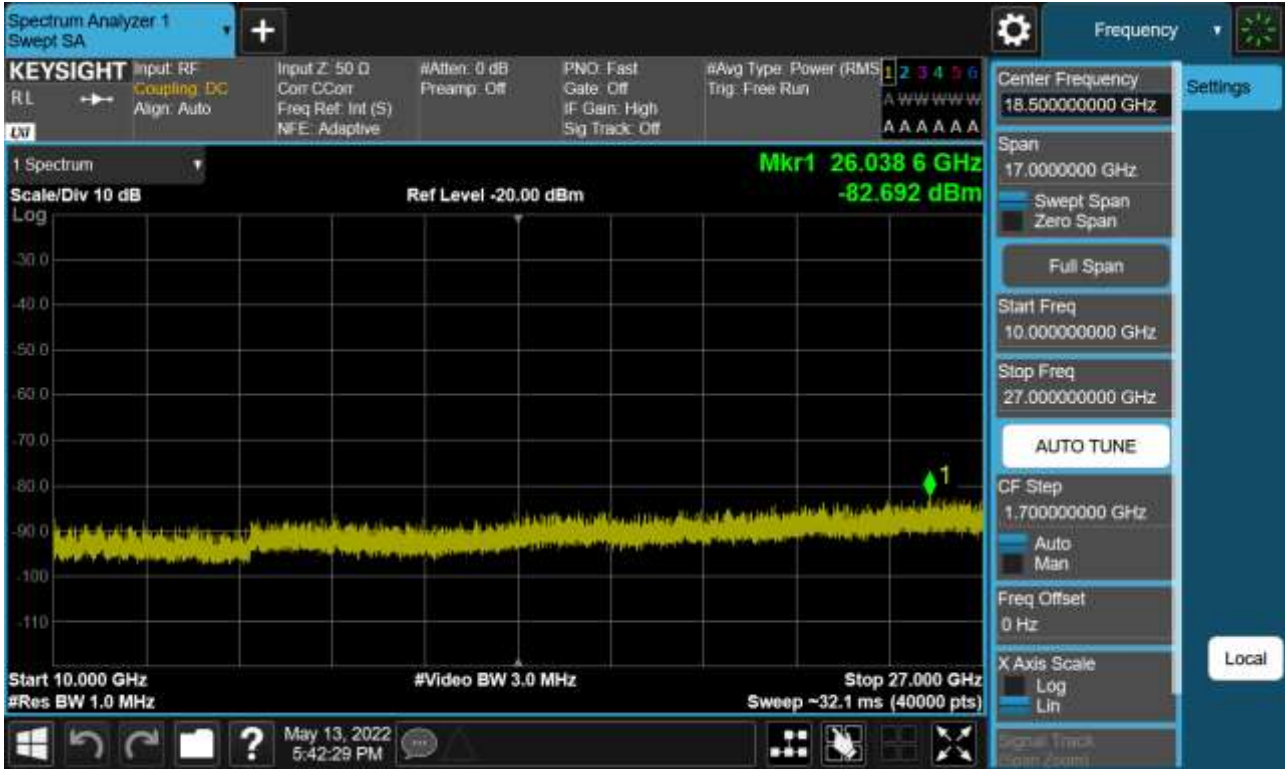 Spectrum Analyzer 1
Swept SA
+
Frequency
KEYSIGHT
RL
LXI
Input: RF
Coupling: DC
Align: Auto
Input Z: 50 Ω
Corr CCorr
Freq Ref: Int (S)
NFE: Adaptive
#Atten: 0 dB
Preamp: Off
PNO: Fast
Gate: Off
IF Gain: High
Sig Track: Off
#Avg Type: Power (RMS
Trig: Free Run
1 2 3 4 5 6
A W W W W W
A A A A A A
1 Spectrum
Scale/Div 10 dB
Ref Level -20.00 dBm
Mkr1 26.038 6 GHz
-82.692 dBm
Log
-30.0
-40.0
-50.0
-60.0
-70.0
-80.0
-90.0
-100
-110
1
Start 10.000 GHz
#Video BW 3.0 MHz
Stop 27.000 GHz
#Res BW 1.0 MHz
Sweep ~32.1 ms (40000 pts)
?
May 13, 2022
5:42:29 PM
Center Frequency
18.500000000 GHz
Settings
Span
17.0000000 GHz
Swept Span
Zero Span
Full Span
Start Freq
10.000000000 GHz
Stop Freq
27.000000000 GHz
AUTO TUNE
CF Step
1.700000000 GHz
Auto
Man
Freq Offset
0 Hz
X Axis Scale
Log
Lin
Local
Signal Track
(Span Zoom)